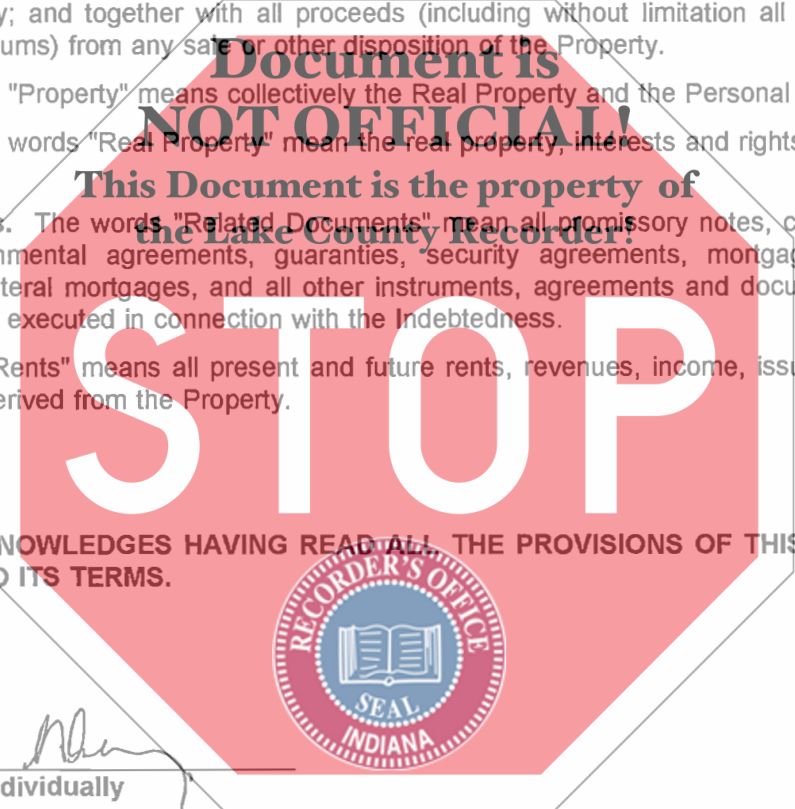 y; and together with all proceeds (including without limitation all
ums) from any sale or other disposition of the Property.
Document is
"Property" means collectively the Real Property and the Personal
NOT OFFICIAL!
words "Real Property" mean the real property, interests and rights
This Document is the property of
s. The words "Related Documents" mean all promissory notes, c
the Lake County Recorder!
nmental agreements, guaranties, security agreements, mortgag
teral mortgages, and all other instruments, agreements and docu
executed in connection with the Indebtedness.
Rents" means all present and future rents, revenues, income, issu
erived from the Property.
STOP
NOWLEDGES HAVING READ ALL THE PROVISIONS OF THIS
D ITS TERMS.
RECORDER'S OFFICE
SEAL
INDIANA
dividually